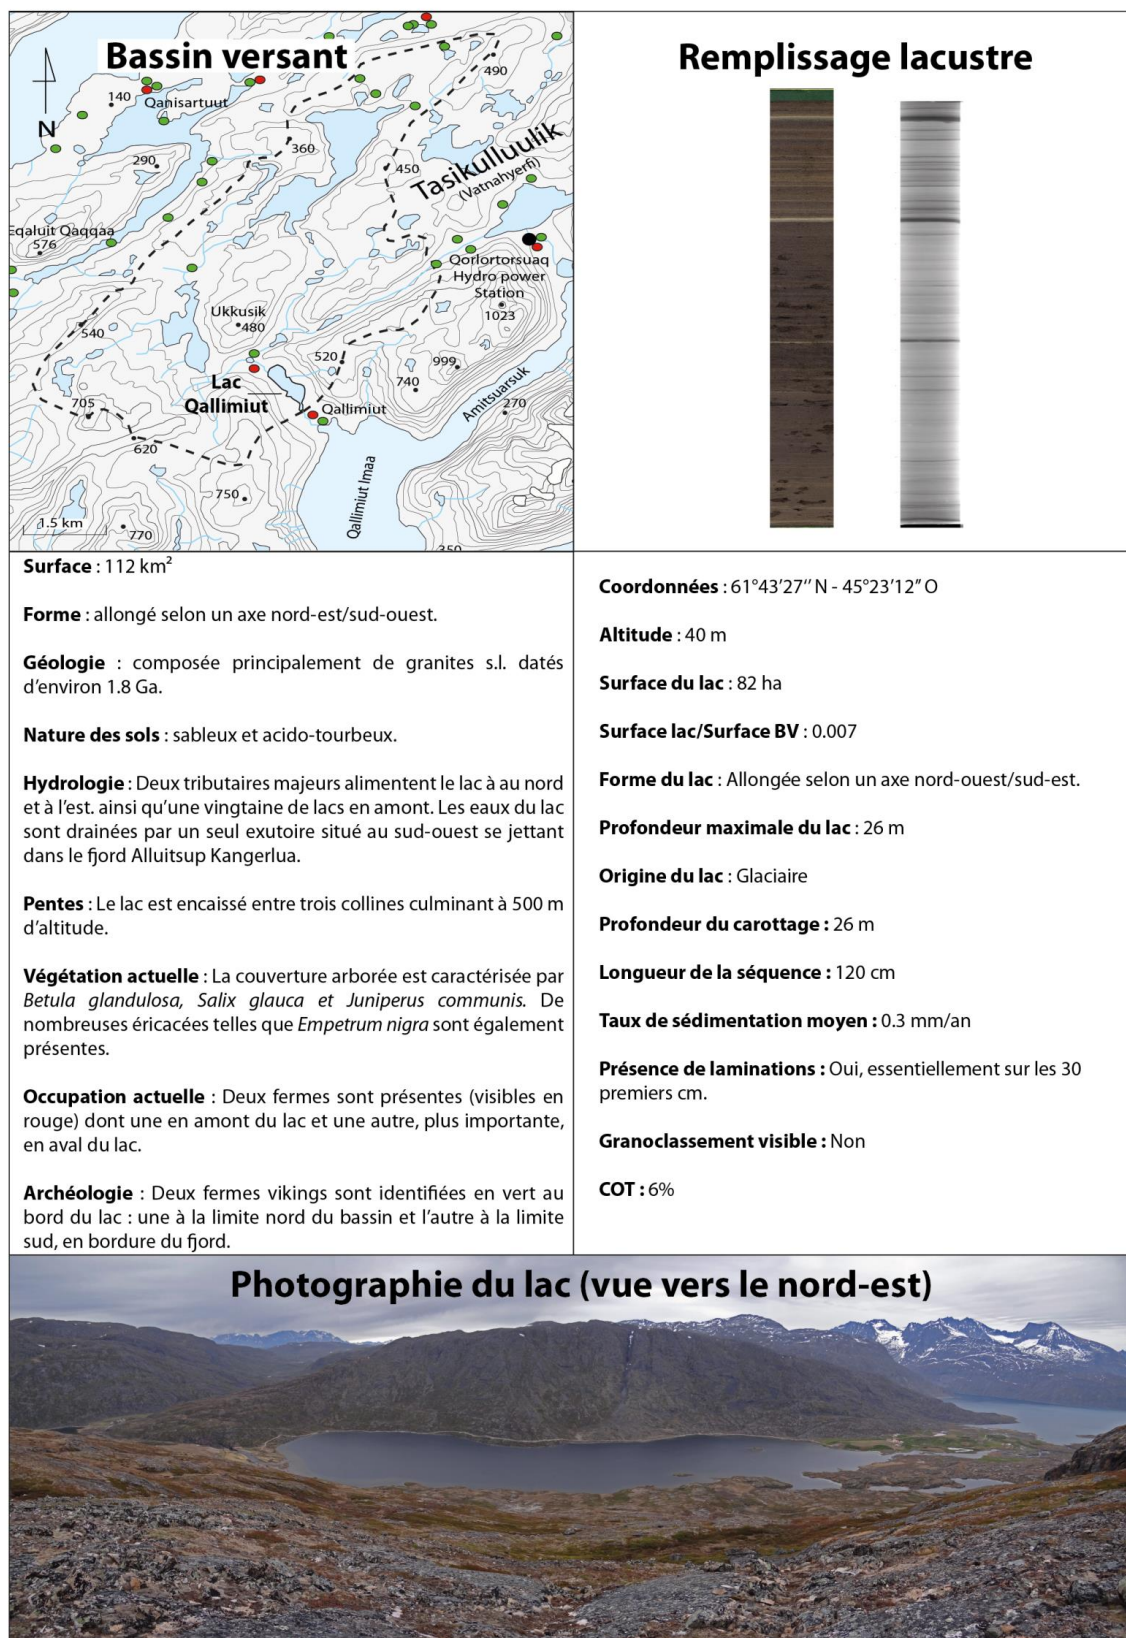 Bassin versant
N
140
Qanisartuut
490
360
290
450
Tasikulluulik
(Vatnahyerfi)
Eqaluit Qaqqaa
576
Qorlortorsuaq
Hydro power
Station
1023
Ukkusik
480
540
520
999
740
Lac
Qallimiut
Amitsuarsuk
270
705
Qallimiut
620
750
Qallimiut Imaa
1.5 km
770
350
Remplissage lacustre
Surface : 112 km²
Forme : allongé selon un axe nord-est/sud-ouest.
Géologie : composée principalement de granites s.l. datés
d’environ 1.8 Ga.
Nature des sols : sableux et acido-tourbeux.
Hydrologie : Deux tributaires majeurs alimentent le lac à au nord
et à l’est. ainsi qu’une vingtaine de lacs en amont. Les eaux du lac
sont drainées par un seul exutoire situé au sud-ouest se jettant
dans le fjord Alluitsup Kangerlua.
Pentes : Le lac est encaissé entre trois collines culminant à 500 m
d’altitude.
Végétation actuelle : La couverture arborée est caractérisée par
Betula glandulosa, Salix glauca et Juniperus communis. De
nombreuses éricacées telles que Empetrum nigra sont également
présentes.
Occupation actuelle : Deux fermes sont présentes (visibles en
rouge) dont une en amont du lac et une autre, plus importante,
en aval du lac.
Archéologie : Deux fermes vikings sont identifiées en vert au
bord du lac : une à la limite nord du bassin et l’autre à la limite
sud, en bordure du fjord.
Coordonnées : 61°43’27’’ N - 45°23’12” O
Altitude : 40 m
Surface du lac : 82 ha
Surface lac/Surface BV : 0.007
Forme du lac : Allongée selon un axe nord-ouest/sud-est.
Profondeur maximale du lac : 26 m
Origine du lac : Glaciaire
Profondeur du carottage : 26 m
Longueur de la séquence : 120 cm
Taux de sédimentation moyen : 0.3 mm/an
Présence de laminations : Oui, essentiellement sur les 30
premiers cm.
Granoclassement visible : Non
COT : 6%
Photographie du lac (vue vers le nord-est)